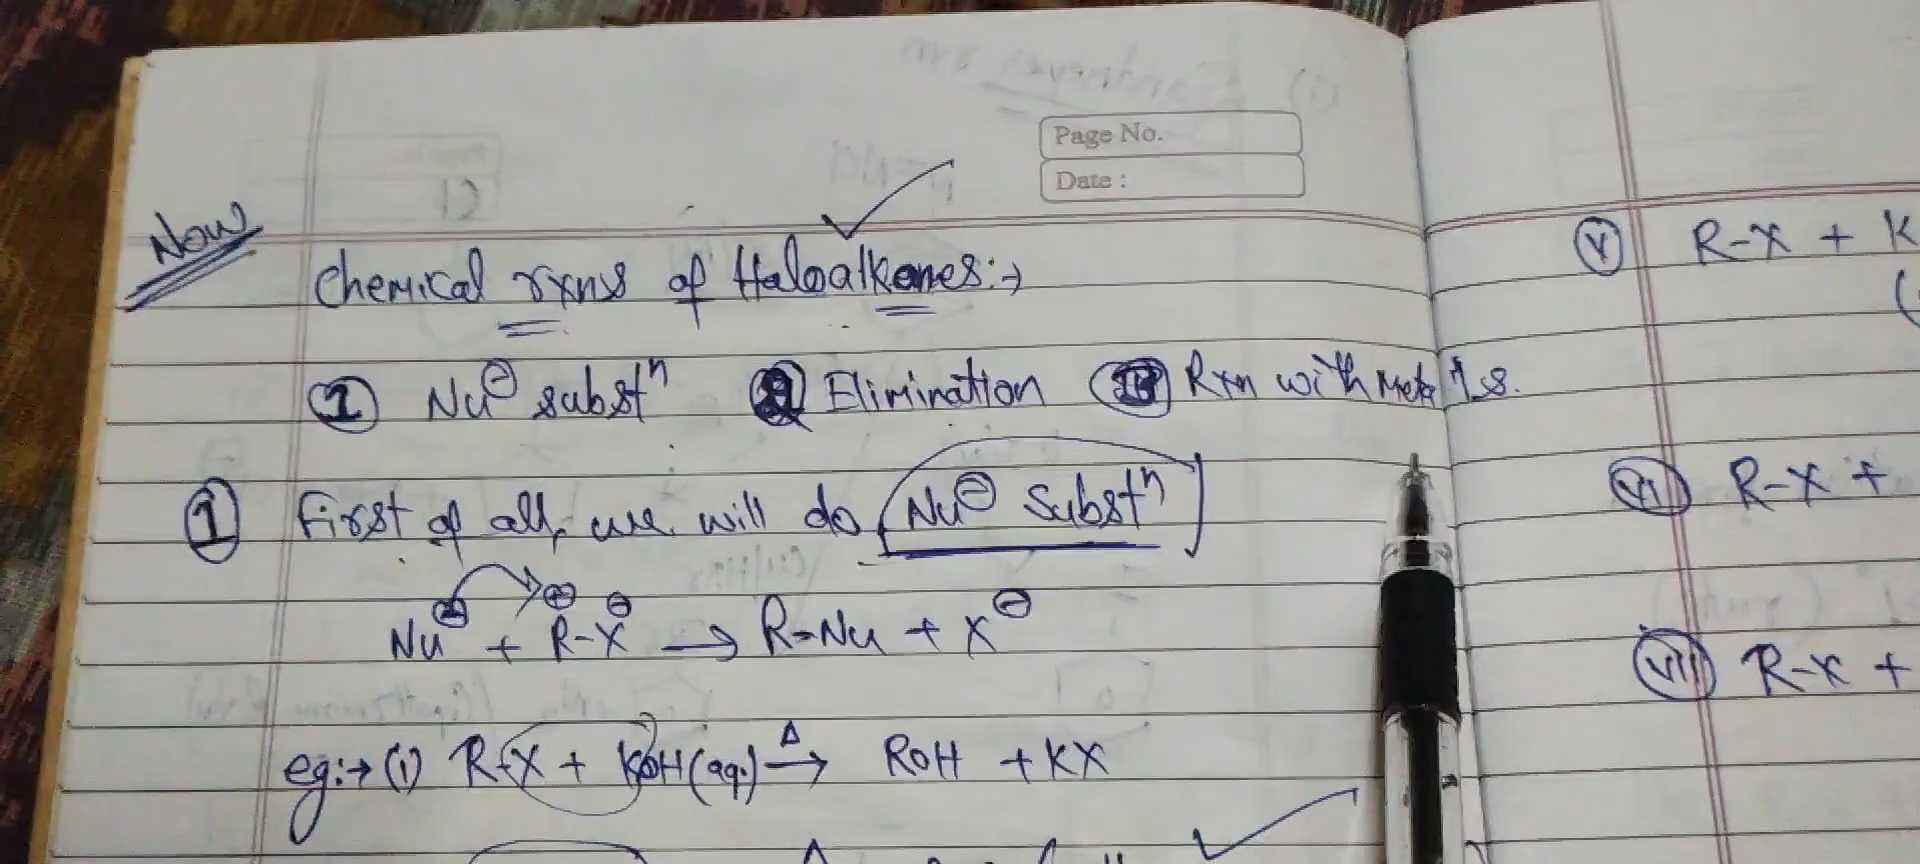 Page No.
Date :
Now
Chemical rxns of Haloalkanes:→
① Nu⊖ substⁿ ② Elimination Rxn with Metals.
① First of all, we will do Nu⊖ Substⁿ
Nu⊖ + R-X → R-Nu + X⊖
eg:→ (i) R-X + KOH(aq.) Δ→ ROH + KX
Ⓥ R-X + K
(vi) R-X +
(vii) R-X +